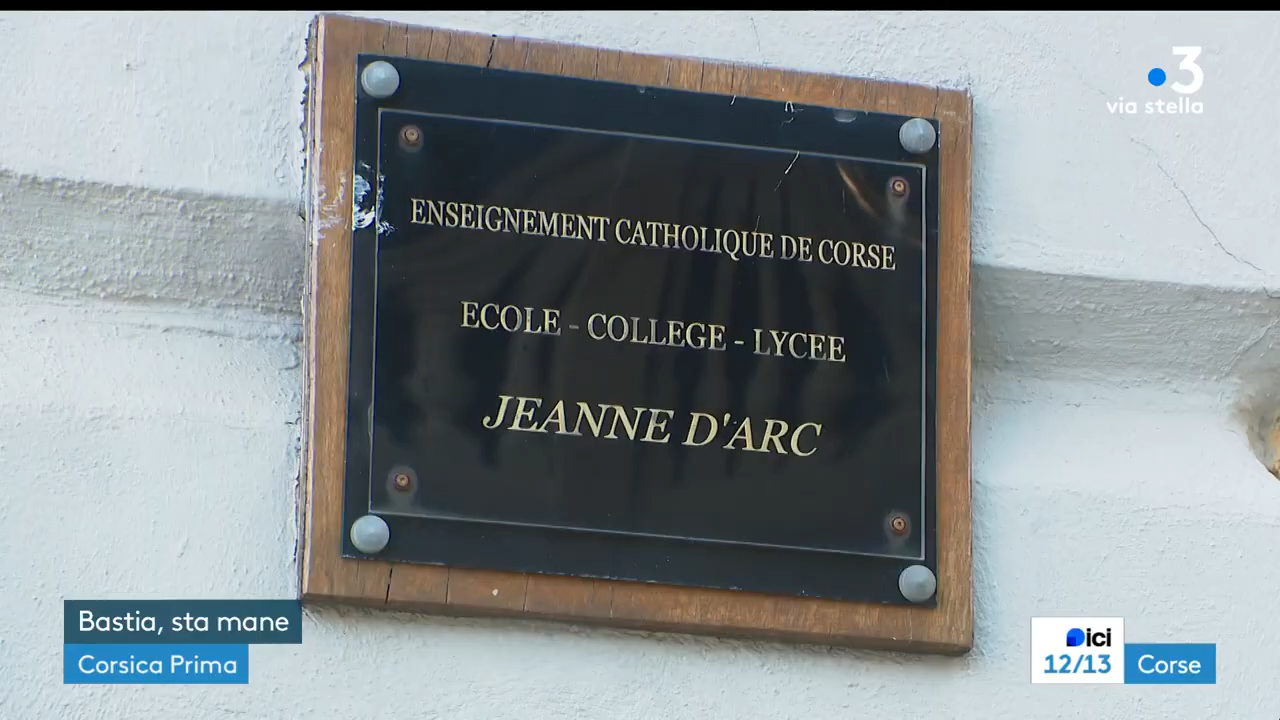 3
via stella
ENSEIGNEMENT CATHOLIQUE DE CORSE
ECOLE - COLLEGE - LYCEE
JEANNE D'ARC
Bastia, sta mane
Corsica Prima
ici
12/13
Corse